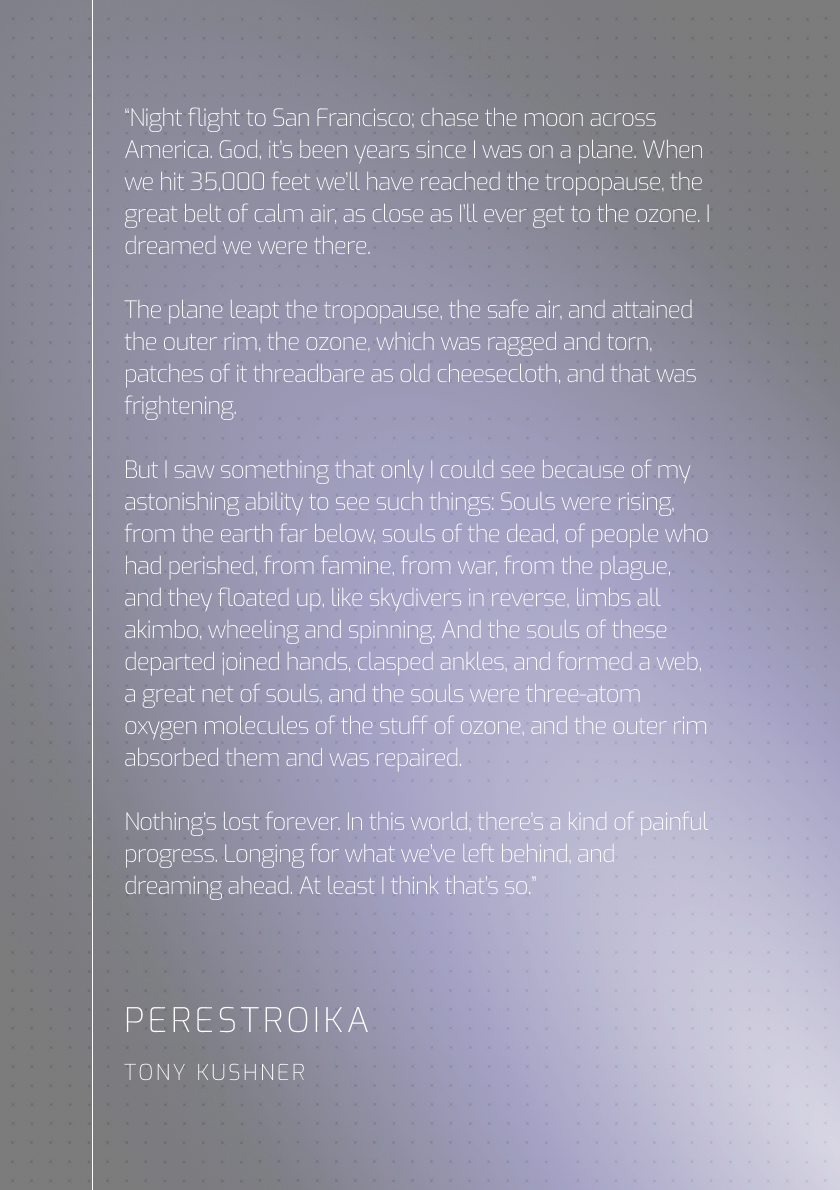 “Night flight to San Francisco; chase the moon across
America. God, it’s been years since I was on a plane. When
we hit 35,000 feet we’ll have reached the tropopause, the
great belt of calm air, as close as I’ll ever get to the ozone. I
dreamed we were there.
The plane leapt the tropopause, the safe air, and attained
the outer rim, the ozone, which was ragged and torn,
patches of it threadbare as old cheesecloth, and that was
frightening.
But I saw something that only I could see because of my
astonishing ability to see such things: Souls were rising,
from the earth far below, souls of the dead, of people who
had perished, from famine, from war, from the plague,
and they floated up, like skydivers in reverse, limbs all
akimbo, wheeling and spinning. And the souls of these
departed joined hands, clasped ankles, and formed a web,
a great net of souls, and the souls were three-atom
oxygen molecules of the stuff of ozone, and the outer rim
absorbed them and was repaired.
Nothing’s lost forever. In this world, there’s a kind of painful
progress. Longing for what we’ve left behind, and
dreaming ahead. At least I think that’s so.”
PERESTROIKA
TONY KUSHNER